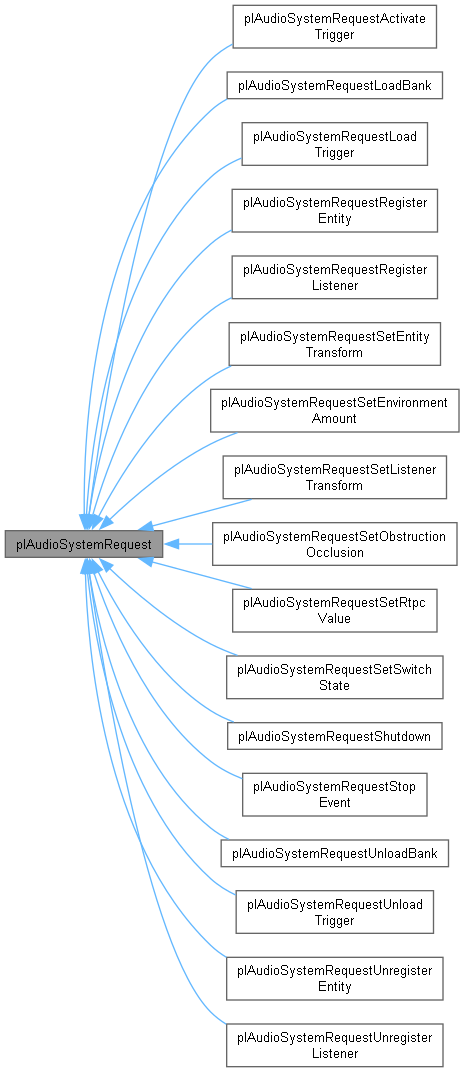 plAudioSystemRequestActivate
Trigger
plAudioSystemRequestLoadBank
plAudioSystemRequestLoad
Trigger
plAudioSystemRequestRegister
Entity
plAudioSystemRequestRegister
Listener
plAudioSystemRequestSetEntity
Transform
plAudioSystemRequestSetEnvironment
Amount
plAudioSystemRequestSetListener
Transform
plAudioSystemRequest
plAudioSystemRequestSetObstruction
Occlusion
plAudioSystemRequestSetRtpc
Value
plAudioSystemRequestSetSwitch
State
plAudioSystemRequestShutdown
plAudioSystemRequestStop
Event
plAudioSystemRequestUnloadBank
plAudioSystemRequestUnload
Trigger
plAudioSystemRequestUnregister
Entity
plAudioSystemRequestUnregister
Listener